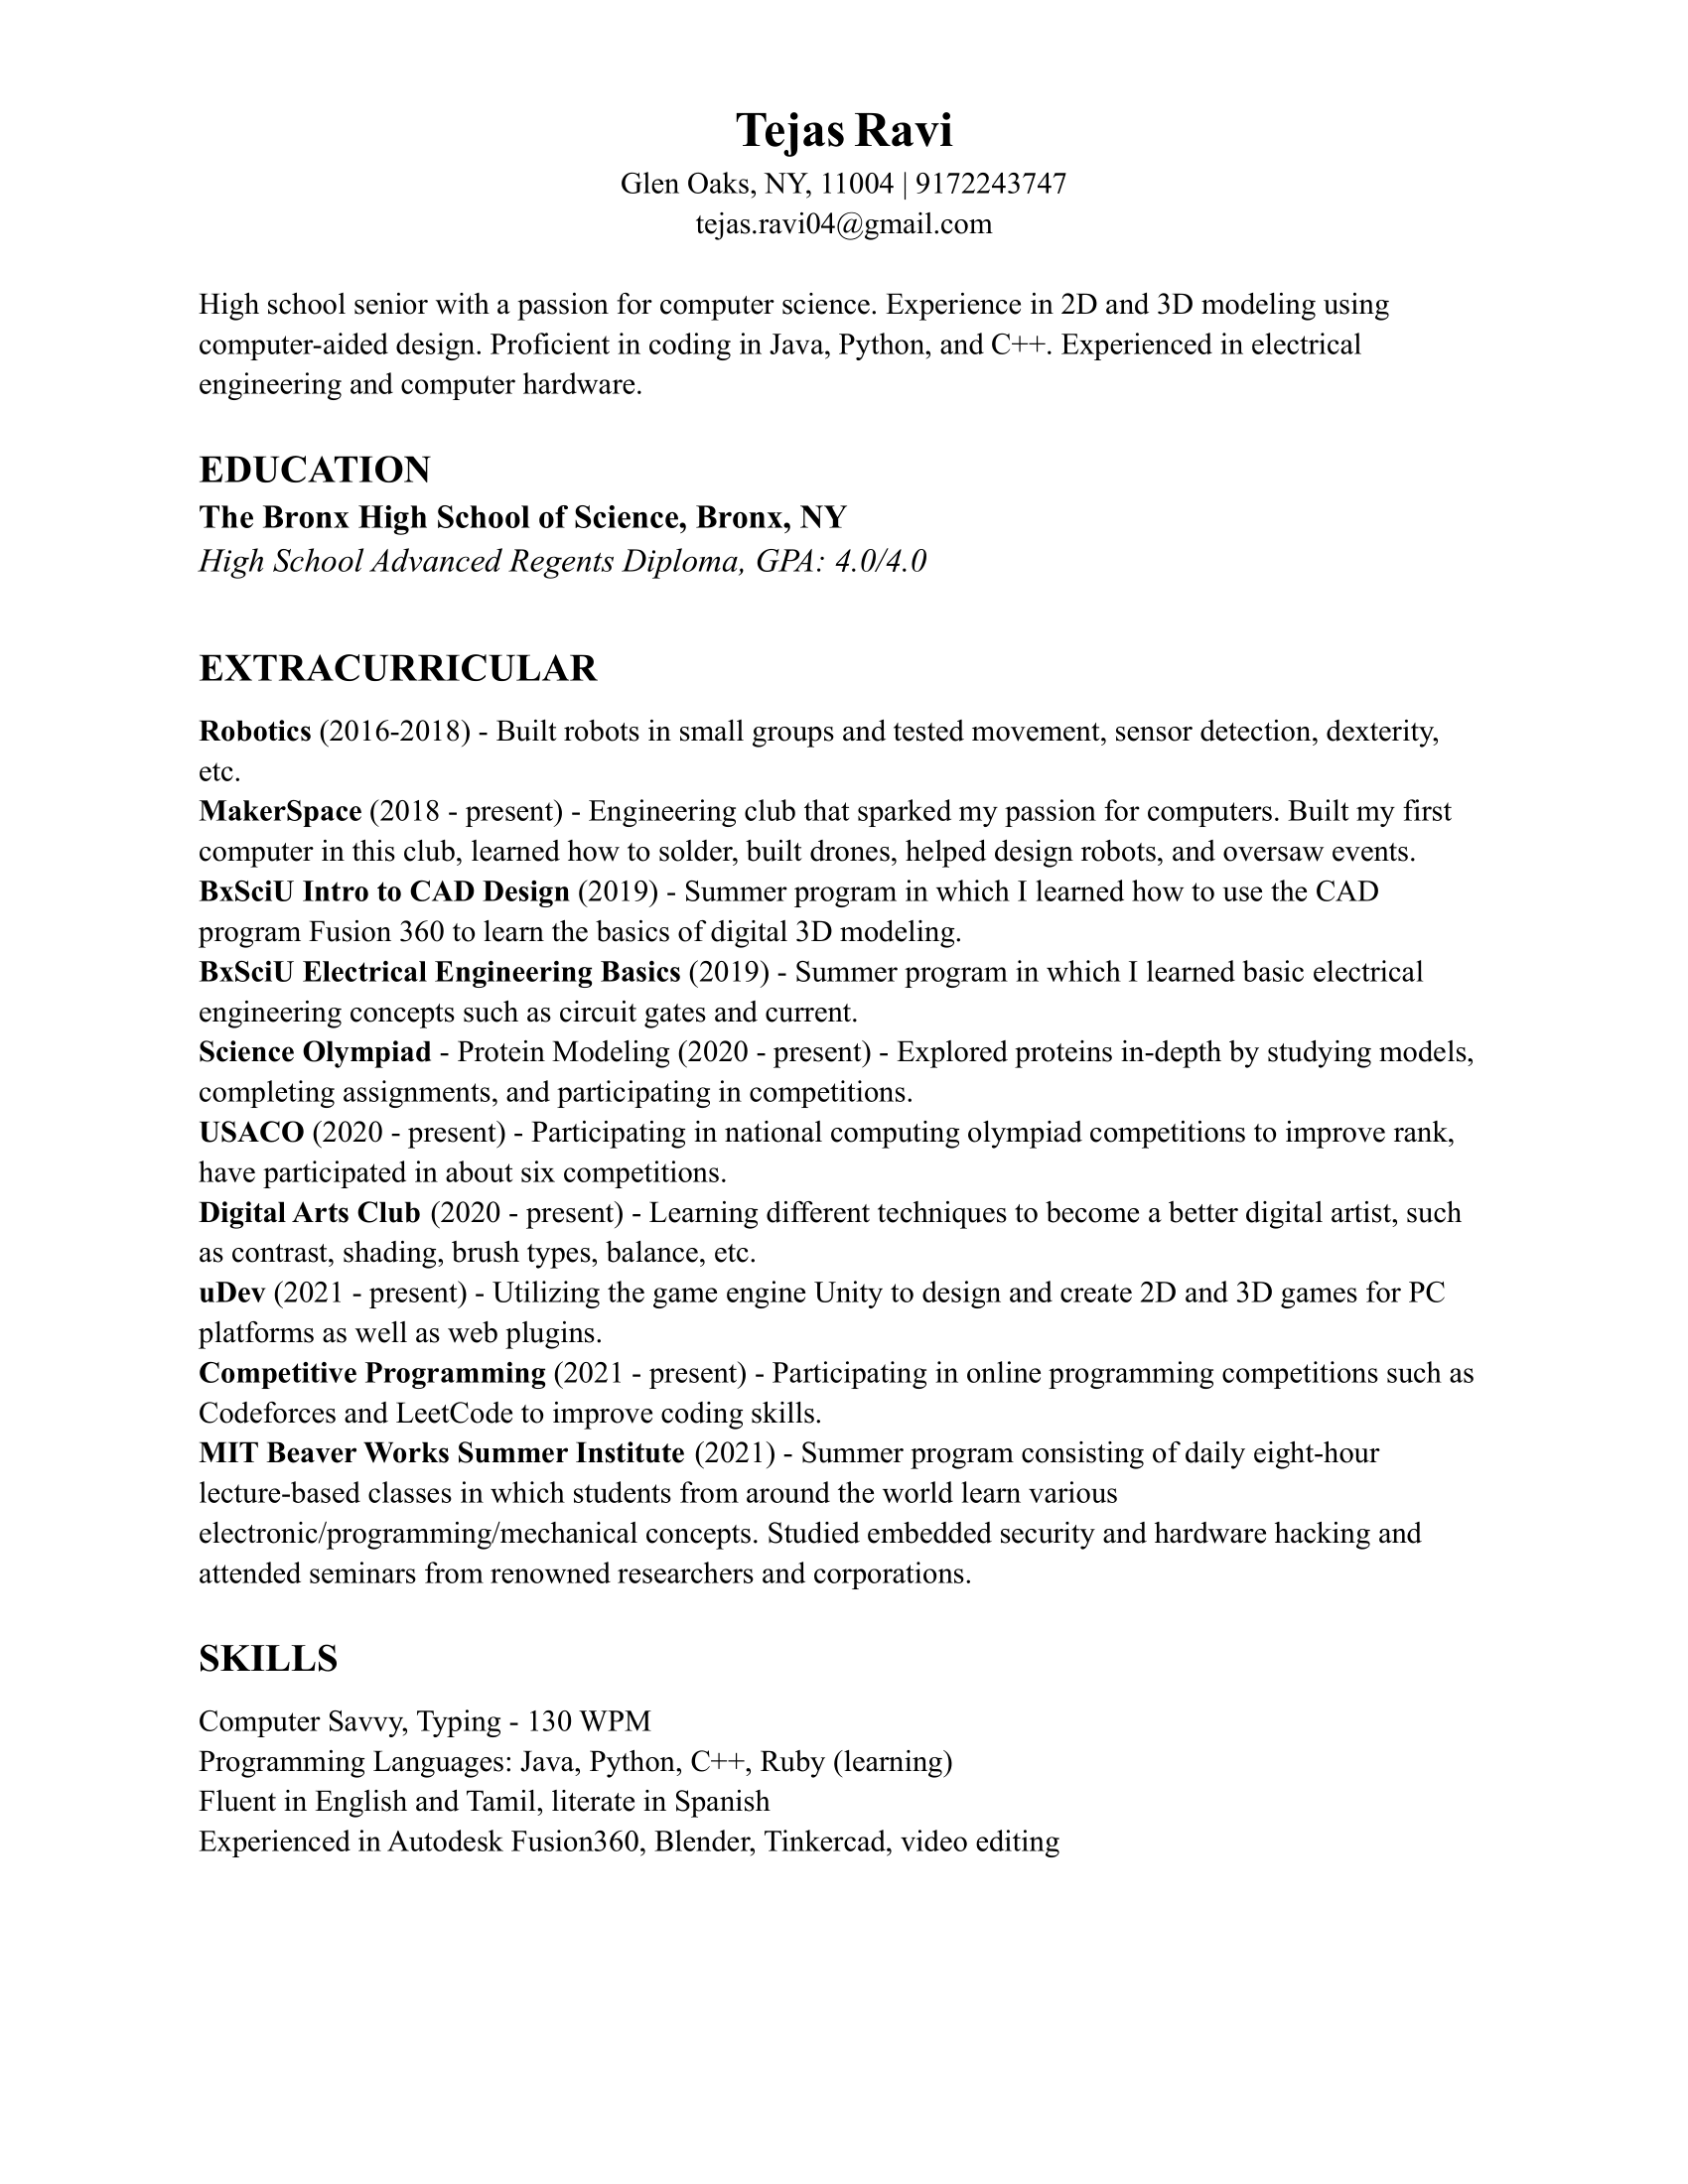 Tejas Ravi
Glen Oaks, NY, 11004 | 9172243747
tejas.ravi04@gmail.com
High school senior with a passion for computer science. Experience in 2D and 3D modeling using
computer-aided design. Proficient in coding in Java, Python, and C++. Experienced in electrical
engineering and computer hardware.
EDUCATION
The Bronx High School of Science, Bronx, NY
High School Advanced Regents Diploma, GPA: 4.0/4.0
EXTRACURRICULAR
Robotics (2016-2018) - Built robots in small groups and tested movement, sensor detection, dexterity,
etc.
MakerSpace (2018 - present) - Engineering club that sparked my passion for computers. Built my first
computer in this club, learned how to solder, built drones, helped design robots, and oversaw events.
BxSciU Intro to CAD Design (2019) - Summer program in which I learned how to use the CAD
program Fusion 360 to learn the basics of digital 3D modeling.
BxSciU Electrical Engineering Basics (2019) - Summer program in which I learned basic electrical
engineering concepts such as circuit gates and current.
Science Olympiad - Protein Modeling (2020 - present) - Explored proteins in-depth by studying models,
completing assignments, and participating in competitions.
USACO (2020 - present) - Participating in national computing olympiad competitions to improve rank,
have participated in about six competitions.
Digital Arts Club (2020 - present) - Learning different techniques to become a better digital artist, such
as contrast, shading, brush types, balance, etc.
uDev (2021 - present) - Utilizing the game engine Unity to design and create 2D and 3D games for PC
platforms as well as web plugins.
Competitive Programming (2021 - present) - Participating in online programming competitions such as
Codeforces and LeetCode to improve coding skills.
MIT Beaver Works Summer Institute (2021) - Summer program consisting of daily eight-hour
lecture-based classes in which students from around the world learn various
electronic/programming/mechanical concepts. Studied embedded security and hardware hacking and
attended seminars from renowned researchers and corporations.
SKILLS
Computer Savvy, Typing - 130 WPM
Programming Languages: Java, Python, C++, Ruby (learning)
Fluent in English and Tamil, literate in Spanish
Experienced in Autodesk Fusion360, Blender, Tinkercad, video editing